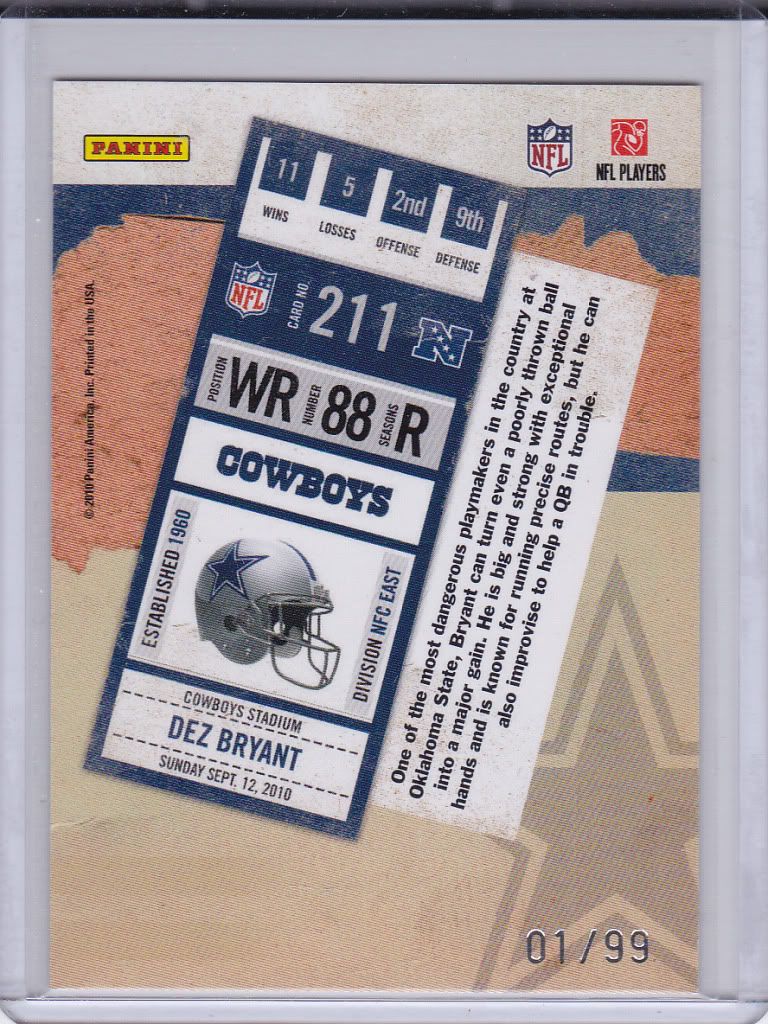 PANINI
NFL
NFL PLAYERS
11
5
2nd
9th
WINS
LOSSES
OFFENSE
DEFENSE
NFL
CARD NO. 211
N
POSITION WR NUMBER 88 SEASONS R
COWBOYS
ESTABLISHED 1960
DIVISION NFC EAST
COWBOYS STADIUM
DEZ BRYANT
SUNDAY SEPT. 12, 2010
One of the most dangerous playmakers in the country at
Oklahoma State, Bryant can turn even a poorly thrown ball
into a major gain. He is big and strong with exceptional
hands and is known for running precise routes, but he can
also improvise to help a QB in trouble.
© 2010 Panini America, Inc. Printed in the USA.
01/99